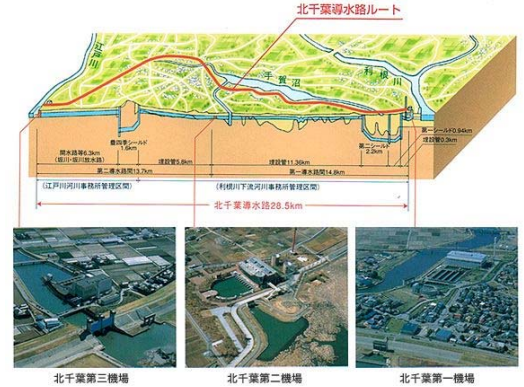 北千葉導水路ルート
江戸川
手賀沼
利根川
第一シールド0.94km
埋設管0.3km
豊四季シールド
1.6km
第二シールド
2.2km
開水路等6.3km
(坂川・坂川放水路)
埋設管5.8km
埋設管11.36km
第二導水路間13.7km
第一導水路間14.8km
(江戸川河川事務所管理区間)
(利根川下流河川事務所管理区間)
北千葉導水路28.5km
北千葉第三機場
北千葉第二機場
北千葉第一機場